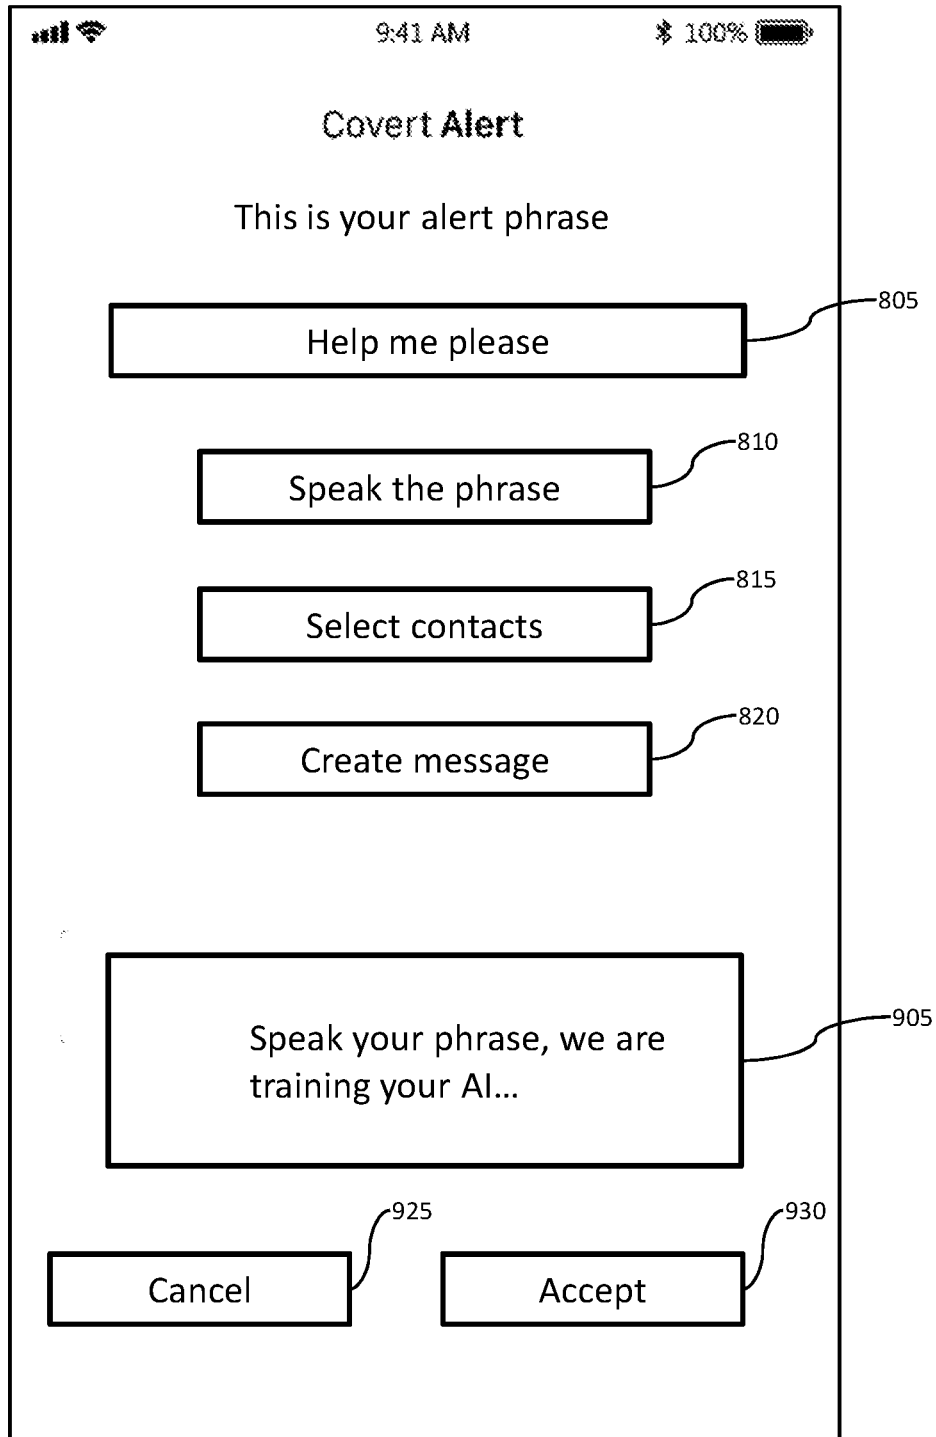 9:41 AM 100%
Covert Alert
This is your alert phrase
805
Help me please
810
Speak the phrase
815
Select contacts
820
Create message
905
Speak your phrase, we are
training your AI...
925
930
Cancel
Accept